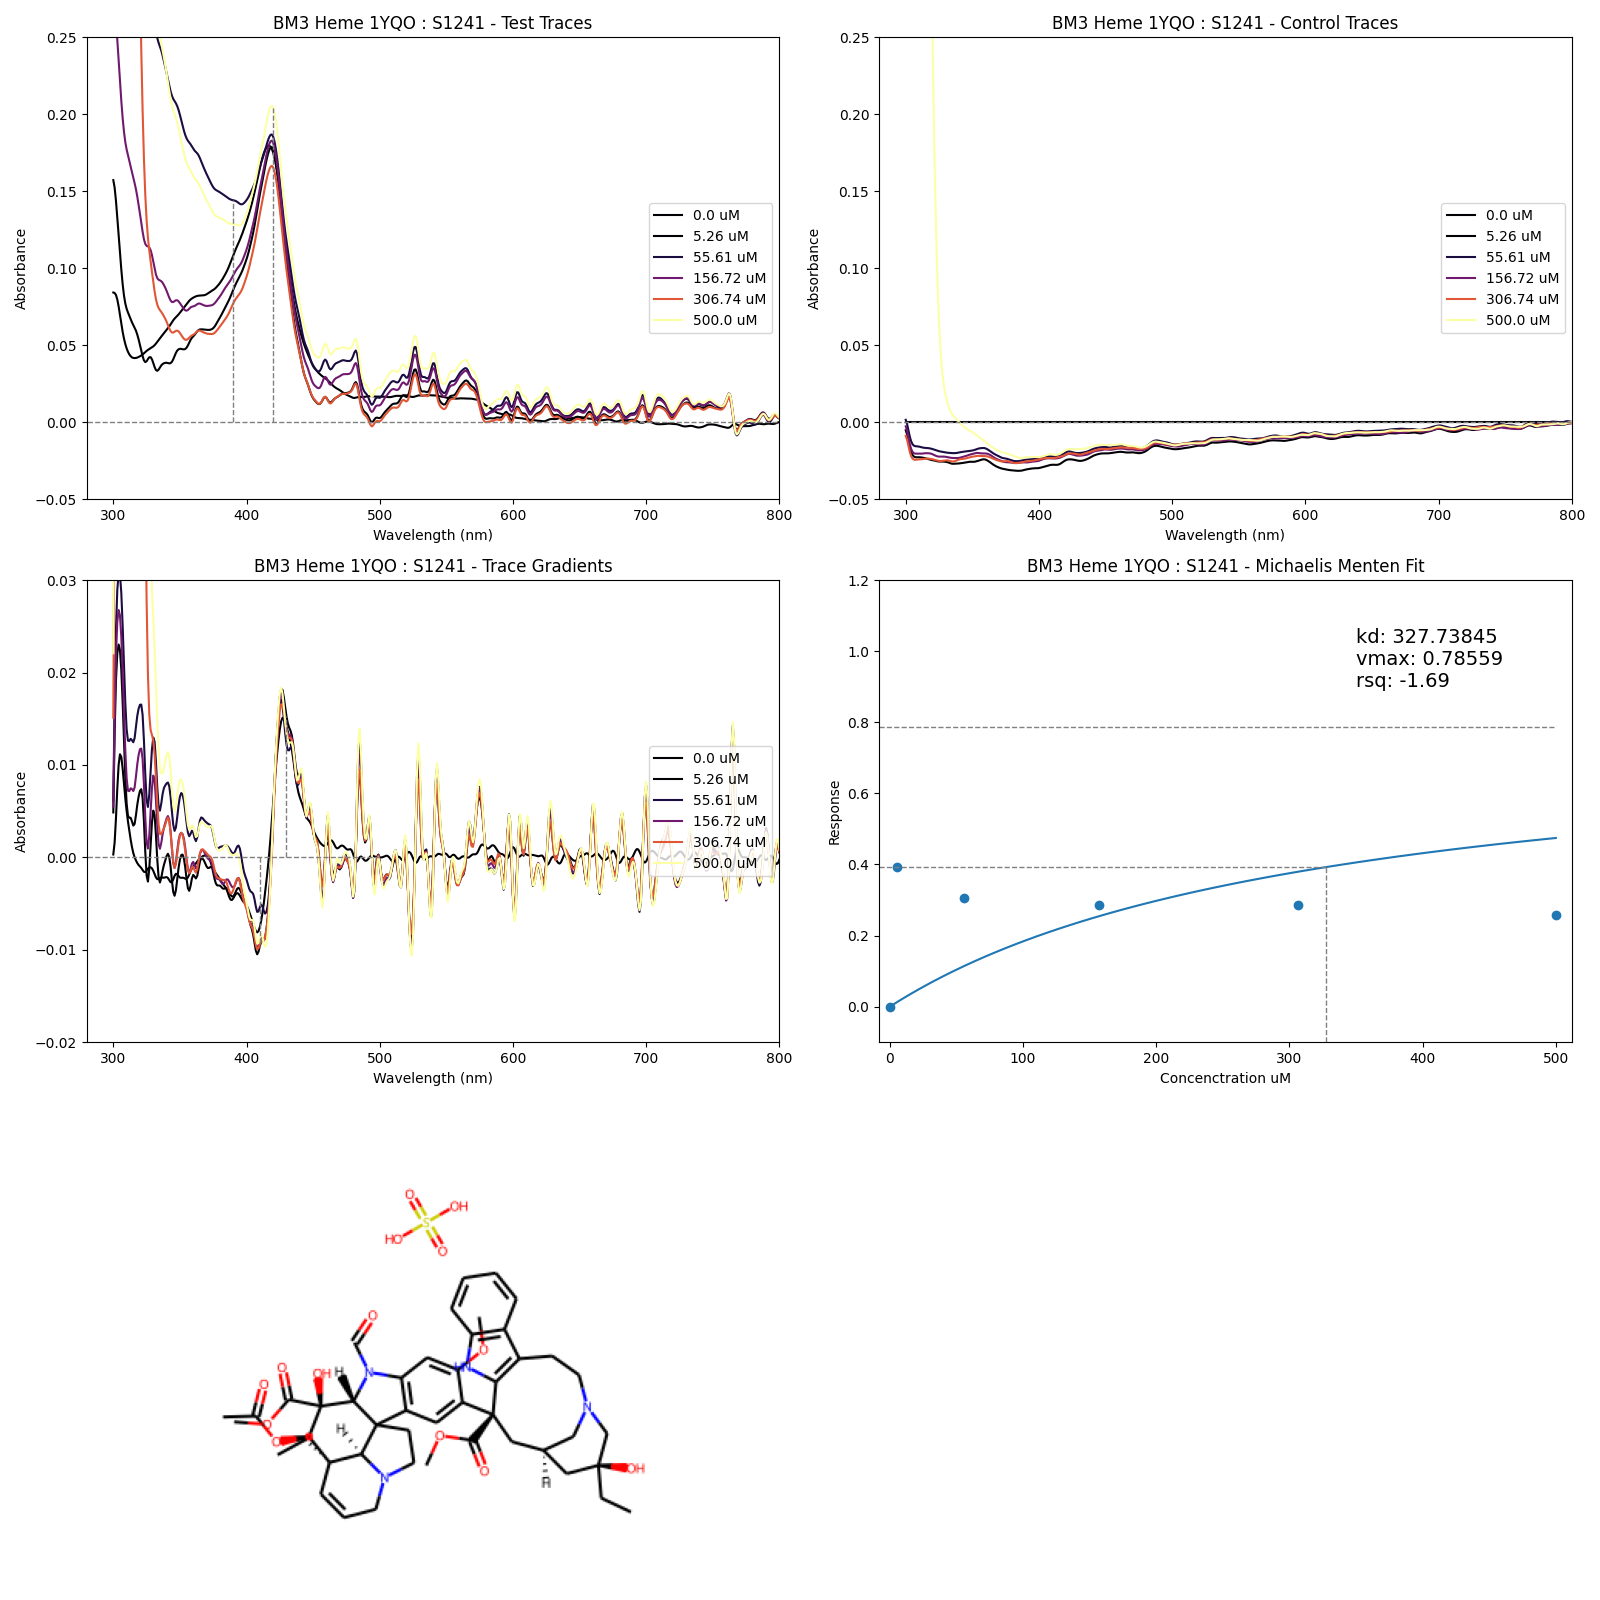 BM3 Heme 1YQO : S1241 - Test Traces
0.25
0.20
0.15
0.10
0.05
0.00
−0.05
Absorbance
300
400
500
600
700
800
Wavelength (nm)
0.0 uM
5.26 uM
55.61 uM
156.72 uM
306.74 uM
500.0 uM
BM3 Heme 1YQO : S1241 - Control Traces
0.25
0.20
0.15
0.10
0.05
0.00
−0.05
Absorbance
300
400
500
600
700
800
Wavelength (nm)
0.0 uM
5.26 uM
55.61 uM
156.72 uM
306.74 uM
500.0 uM
BM3 Heme 1YQO : S1241 - Trace Gradients
0.03
0.02
0.01
0.00
−0.01
−0.02
Absorbance
300
400
500
600
700
800
Wavelength (nm)
0.0 uM
5.26 uM
55.61 uM
156.72 uM
306.74 uM
500.0 uM
BM3 Heme 1YQO : S1241 - Michaelis Menten Fit
1.2
1.0
0.8
0.6
0.4
0.2
0.0
Response
kd: 327.73845
vmax: 0.78559
rsq: -1.69
0
100
200
300
400
500
Concenctration uM
O
OH
S
HO
O
O
O
HN
O
OH
H
N
O
O
O
O
H
N
N
O
O
OH
H